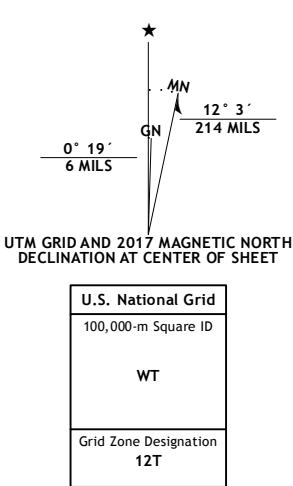 MN
GN
12° 3´
214 MILS
0° 19´
6 MILS
UTM GRID AND 2017 MAGNETIC NORTH
DECLINATION AT CENTER OF SHEET
U.S. National Grid
100,000-m Square ID
WT
Grid Zone Designation
12T